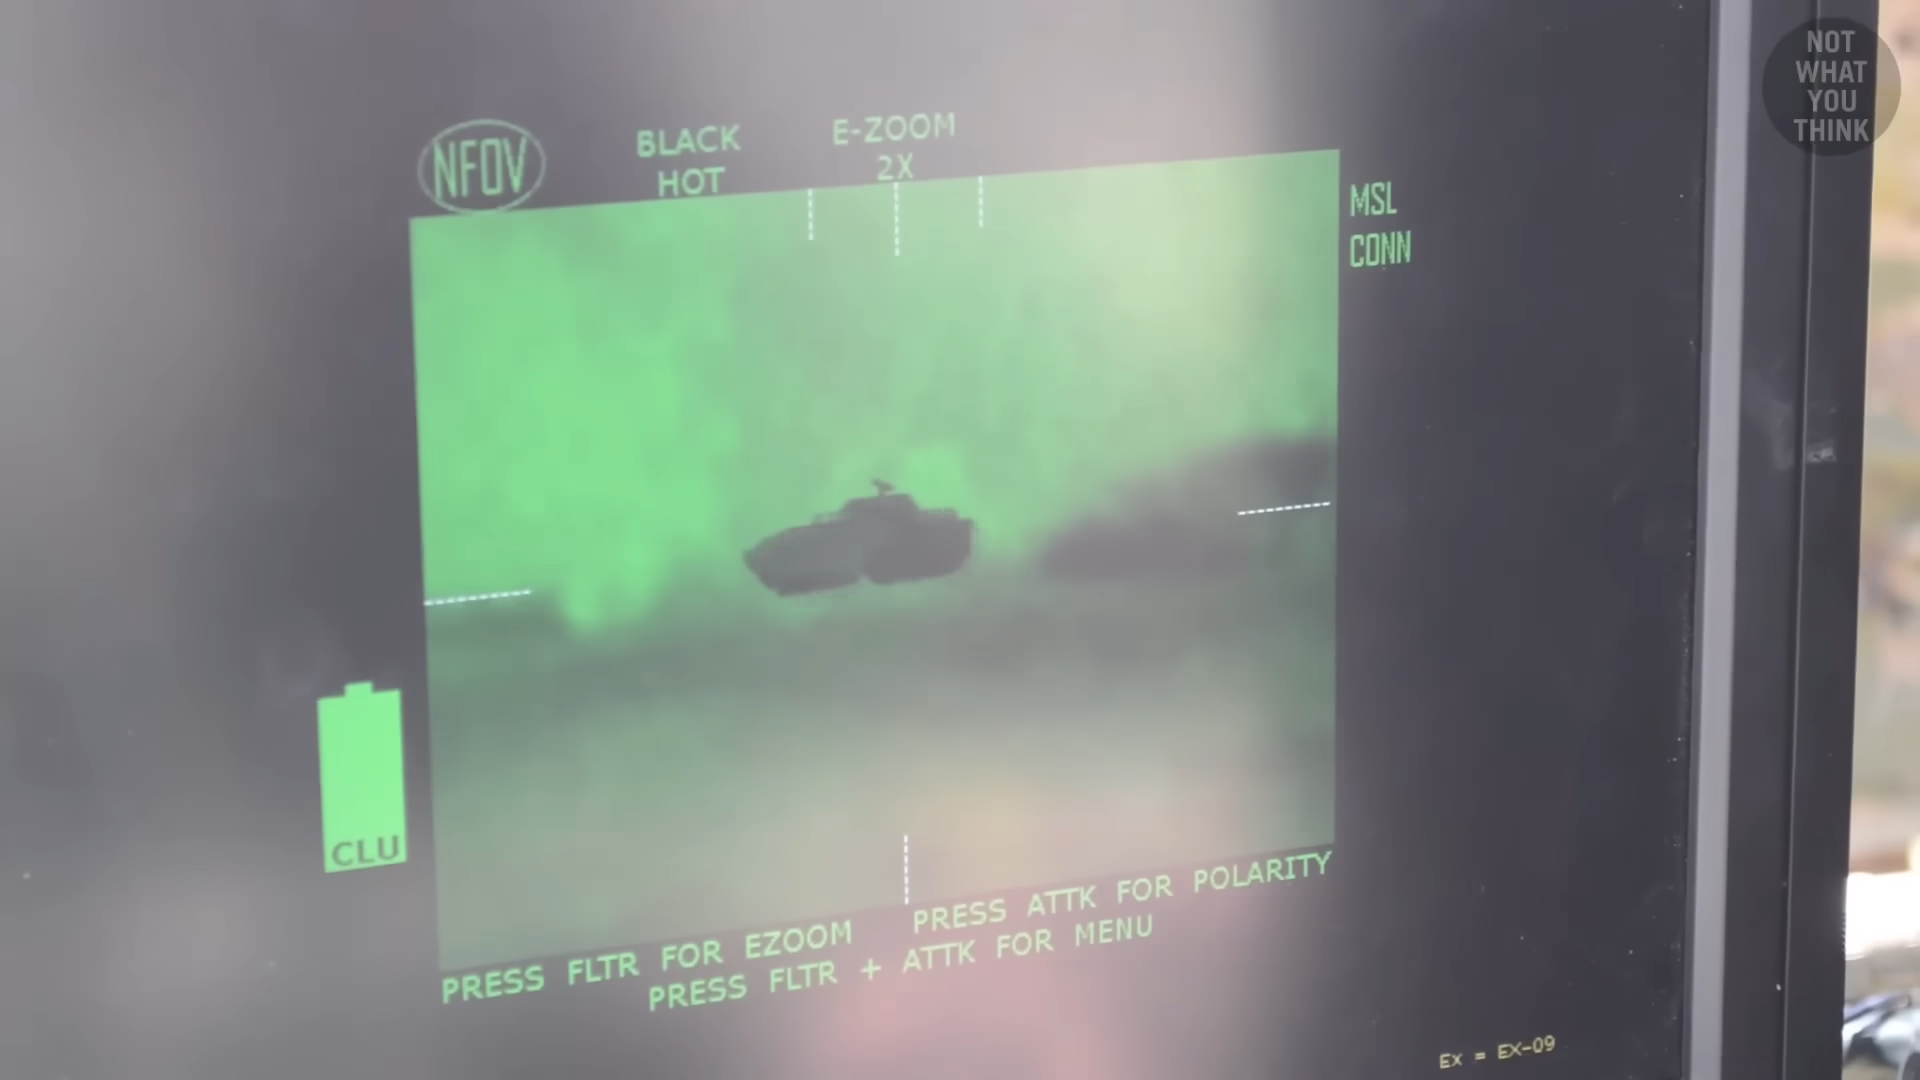 NOT
WHAT
YOU
THINK
NFOV
BLACK
HOT
E-ZOOM
2X
MSL
CONN
CLU
PRESS FLTR FOR EZOOM PRESS ATTK FOR POLARITY
PRESS FLTR + ATTK FOR MENU
Ex = EX-09